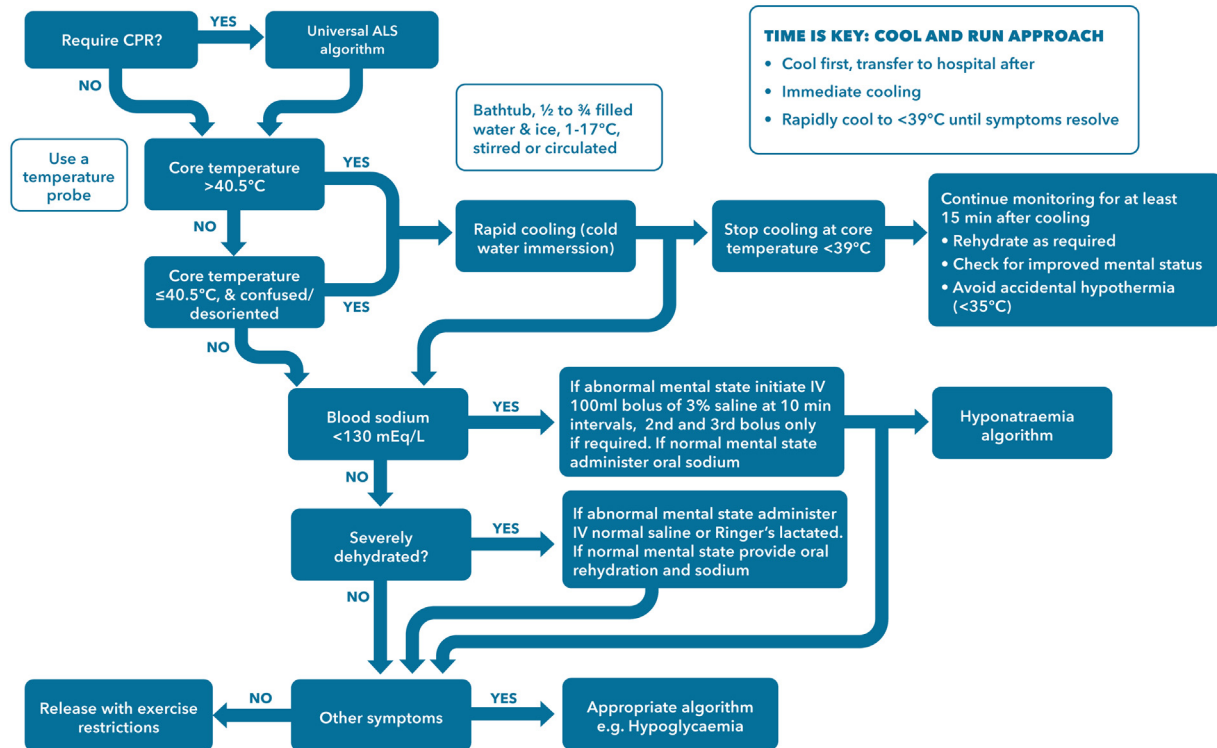 Require CPR?
YES
Universal ALS
algorithm
NO
TIME IS KEY: COOL AND RUN APPROACH
• Cool first, transfer to hospital after
• Immediate cooling
• Rapidly cool to <39°C until symptoms resolve
Bathtub, ½ to ¾ filled
water & ice, 1-17°C,
stirred or circulated
Use a
temperature
probe
Core temperature
>40.5°C
YES
NO
Core temperature
≤40.5°C, & confused/
desoriented
YES
NO
Rapid cooling (cold
water immerssion)
Stop cooling at core
temperature <39°C
Continue monitoring for at least
15 min after cooling
• Rehydrate as required
• Check for improved mental status
• Avoid accidental hypothermia
(<35°C)
Blood sodium
<130 mEq/L
YES
NO
If abnormal mental state initiate IV
100ml bolus of 3% saline at 10 min
intervals, 2nd and 3rd bolus only
if required. If normal mental state
administer oral sodium
Hyponatraemia
algorithm
Severely
dehydrated?
YES
NO
If abnormal mental state administer
IV normal saline or Ringer's lactated.
If normal mental state provide oral
rehydration and sodium
Other symptoms
NO
Release with exercise
restrictions
YES
Appropriate algorithm
e.g. Hypoglycaemia